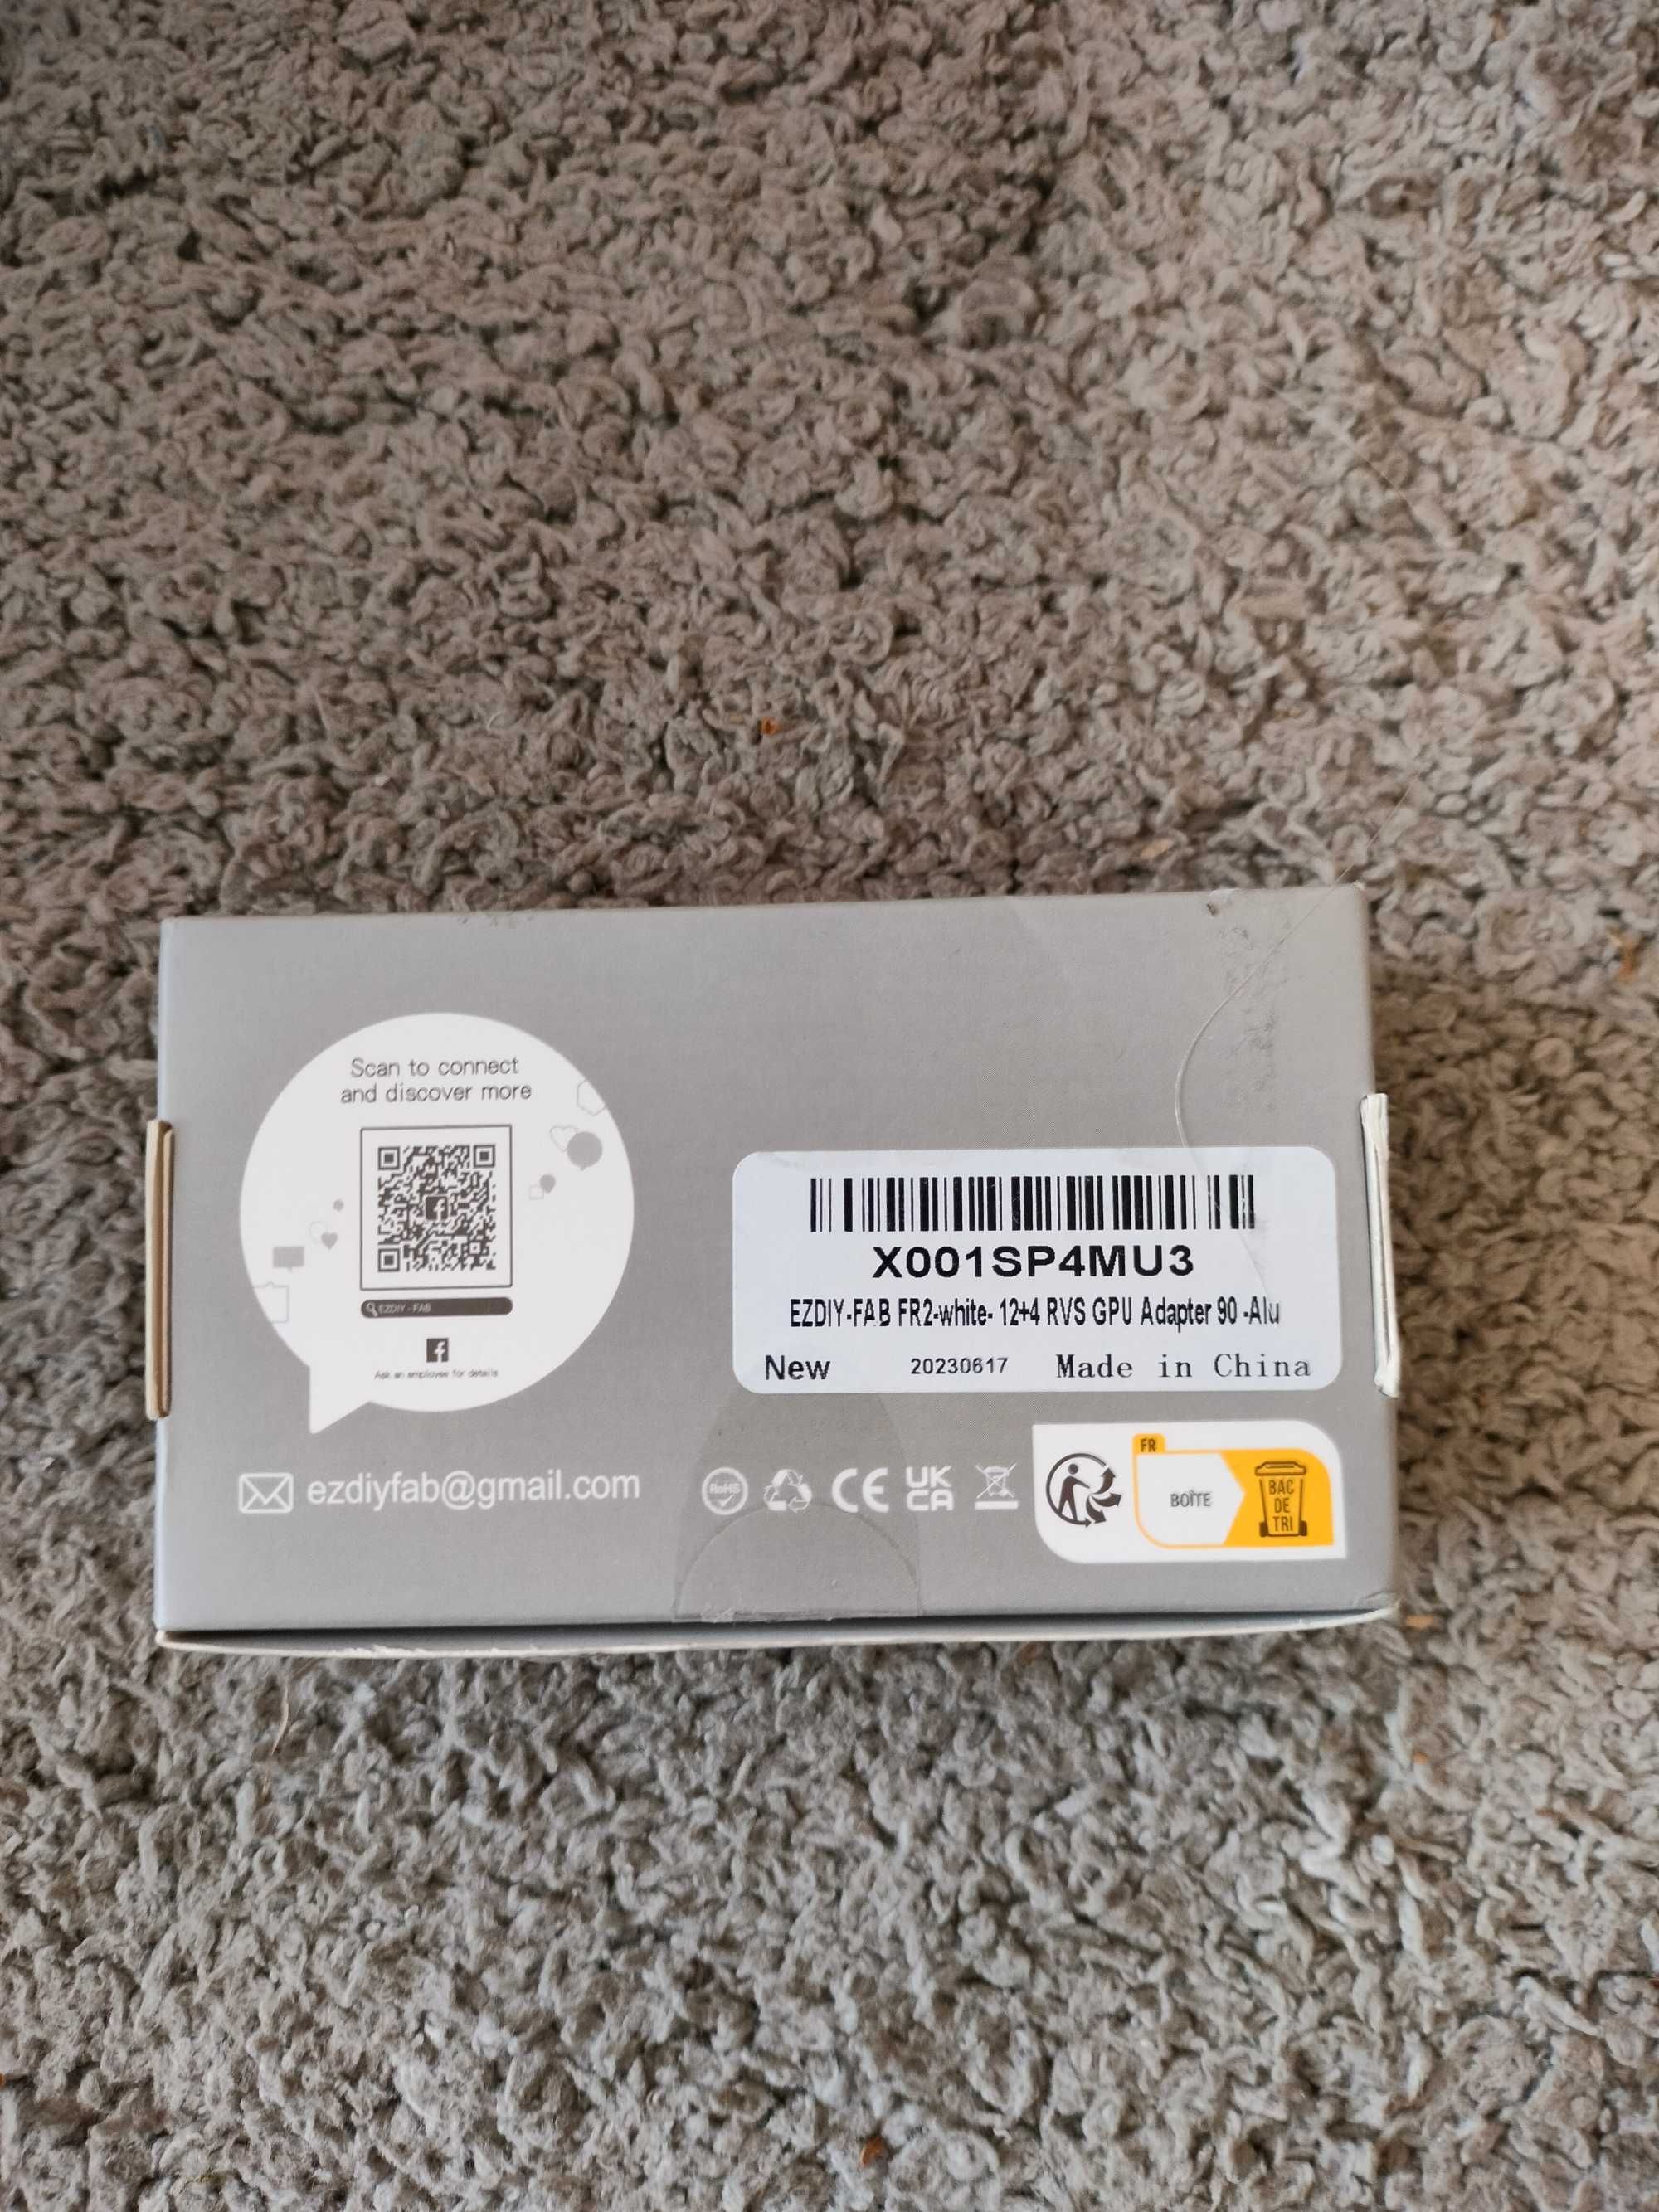 Scan to connect
and discover more
EZDIY - FAB
Ask an employee for details
ezdiyfab@gmail.com
X001SP4MU3
EZDIY-FAB FR2-white- 12+4 RVS GPU Adapter 90 -Alu
New 20230617 Made in China
RoHS
CE
UK
CA
FR
BOÎTE
BAC
DE
TRI